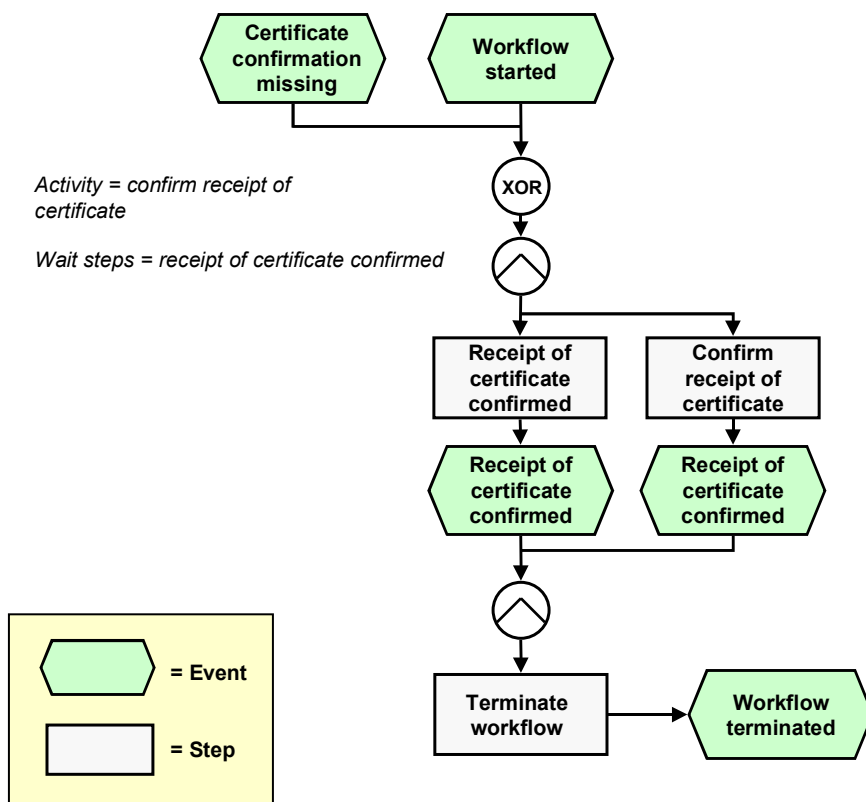 Certificate
confirmation
missing
Workflow
started
Activity = confirm receipt of
certificate
XOR
Wait steps = receipt of certificate confirmed
Receipt of
certificate
confirmed
Confirm
receipt of
certificate
Receipt of
certificate
confirmed
Receipt of
certificate
confirmed
= Event
= Step
Terminate
workflow
Workflow
terminated